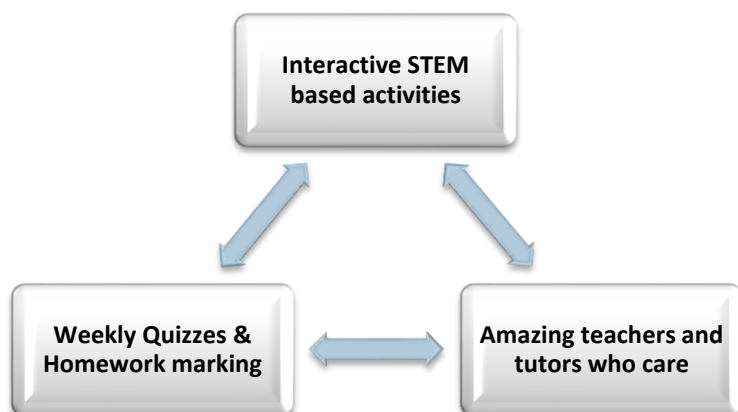 Interactive STEM
based activities
Weekly Quizzes &
Homework marking
Amazing teachers and
tutors who care